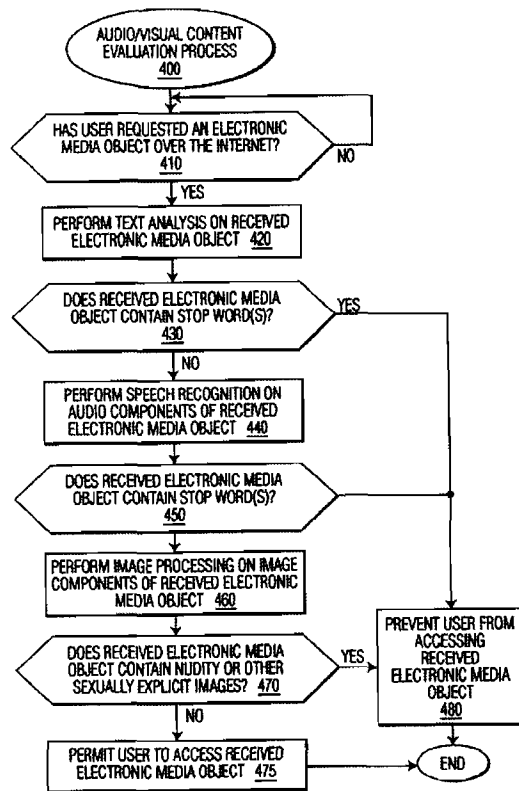 AUDIO/VISUAL CONTENT
EVALUATION PROCESS
400
HAS USER REQUESTED AN ELECTRONIC
MEDIA OBJECT OVER THE INTERNET?
410
NO
YES
PERFORM TEXT ANALYSIS ON RECEIVED
ELECTRONIC MEDIA OBJECT 420
DOES RECEIVED ELECTRONIC MEDIA
OBJECT CONTAIN STOP WORD(S)?
430
YES
NO
PERFORM SPEECH RECOGNITION ON
AUDIO COMPONENTS OF RECEIVED
ELECTRONIC MEDIA OBJECT 440
DOES RECEIVED ELECTRONIC MEDIA
OBJECT CONTAIN STOP WORD(S)?
450
PERFORM IMAGE PROCESSING ON IMAGE
COMPONENTS OF RECEIVED ELECTRONIC
MEDIA OBJECT 460
DOES RECEIVED ELECTRONIC MEDIA
OBJECT CONTAIN NUDITY OR OTHER
SEXUALLY EXPLICIT IMAGES? 470
YES
NO
PREVENT USER FROM
ACCESSING
RECEIVED
ELECTRONIC MEDIA
OBJECT
480
PERMIT USER TO ACCESS RECEIVED
ELECTRONIC MEDIA OBJECT 475
END